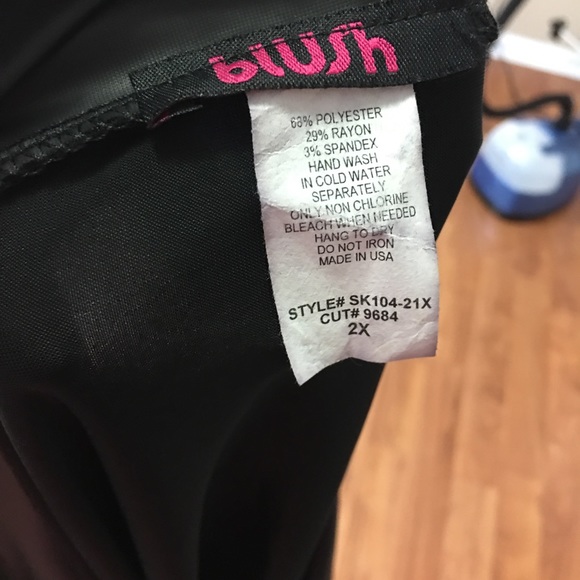 blush
68% POLYESTER
29% RAYON
3% SPANDEX
HAND WASH
IN COLD WATER
SEPARATELY
ONLY NON CHLORINE
BLEACH WHEN NEEDED
HANG TO DRY
DO NOT IRON
MADE IN USA
STYLE# SK104-21X
CUT# 9684
2X